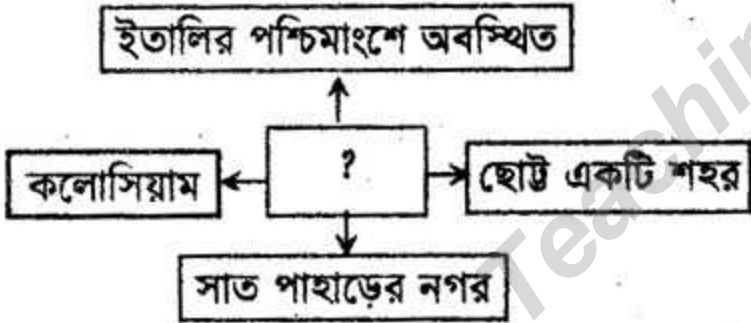 ইতালির পশ্চিমাংশে অবস্থিত
কলোসিয়াম
?
ছোট্ট একটি শহর
সাত পাহাড়ের নগর